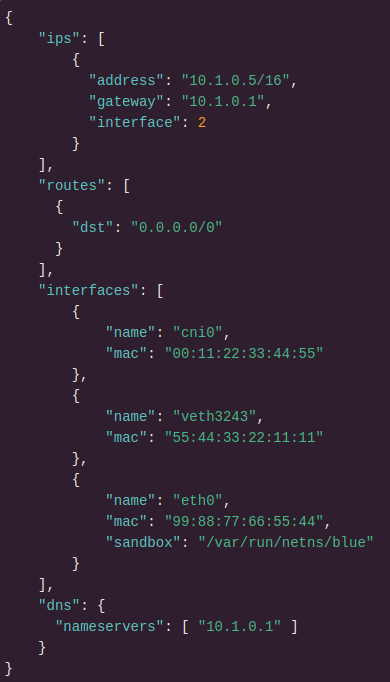 {
    "ips": [
        {
          "address": "10.1.0.5/16",
          "gateway": "10.1.0.1",
          "interface": 2
        }
    ],
    "routes": [
      {
        "dst": "0.0.0.0/0"
      }
    ],
    "interfaces": [
        {
            "name": "cni0",
            "mac": "00:11:22:33:44:55"
        },
        {
            "name": "veth3243",
            "mac": "55:44:33:22:11:11"
        },
        {
            "name": "eth0",
            "mac": "99:88:77:66:55:44",
            "sandbox": "/var/run/netns/blue"
        }
    ],
    "dns": {
      "nameservers": [ "10.1.0.1" ]
    }
}